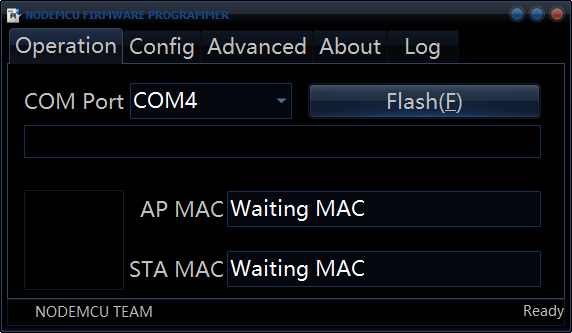 NODEMCU FIRMWARE PROGRAMMER
Operation Config Advanced About Log
COM Port COM4 Flash(F)
AP MAC Waiting MAC
STA MAC Waiting MAC
NODEMCU TEAM Ready